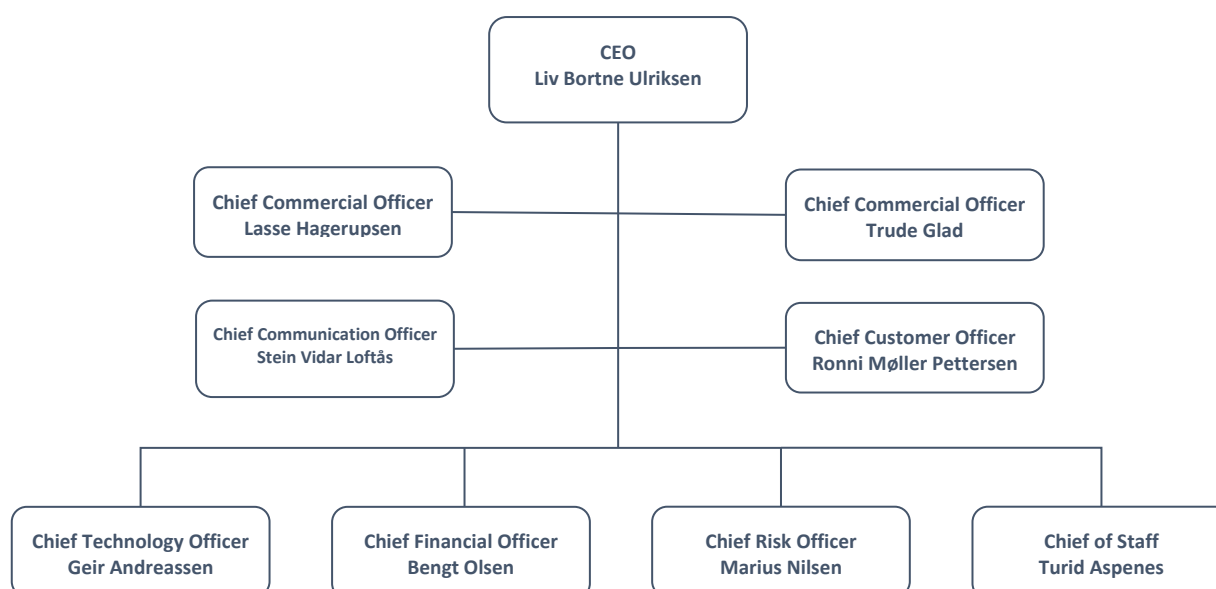 CEO
Liv Bortne Ulriksen
Chief Commercial Officer
Lasse Hagerupsen
Chief Commercial Officer
Trude Glad
Chief Communication Officer
Stein Vidar Loftås
Chief Customer Officer
Ronni Møller Pettersen
Chief Technology Officer
Geir Andreassen
Chief Financial Officer
Bengt Olsen
Chief Risk Officer
Marius Nilsen
Chief of Staff
Turid Aspenes